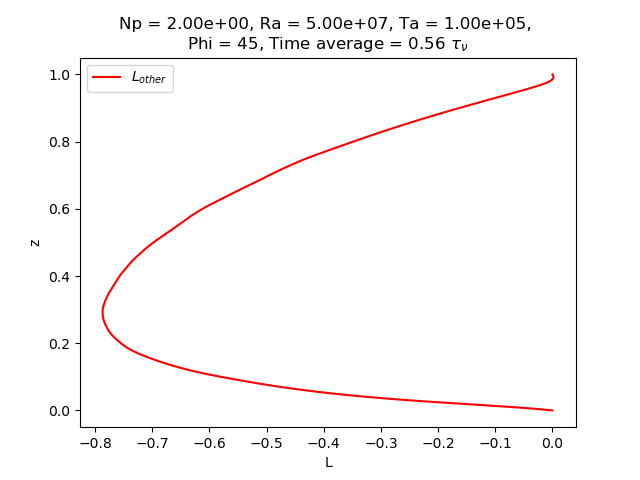 Np = 2.00e+00, Ra = 5.00e+07, Ta = 1.00e+05,
Phi = 45, Time average = 0.56 τν
L_other
1.0
0.8
0.6
0.4
0.2
0.0
z
−0.8 −0.7 −0.6 −0.5 −0.4 −0.3 −0.2 −0.1 0.0
L